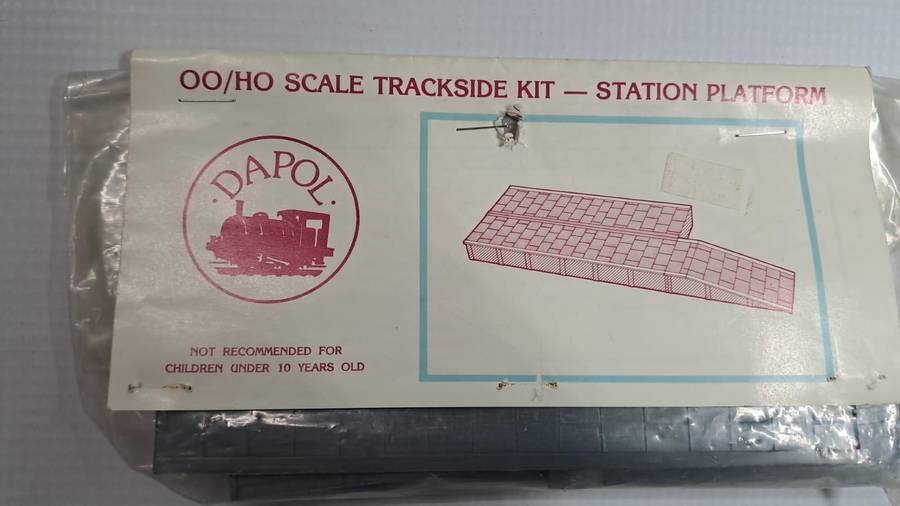 OO/HO SCALE TRACKSIDE KIT — STATION PLATFORM
·DAPOL·
NOT RECOMMENDED FOR
CHILDREN UNDER 10 YEARS OLD